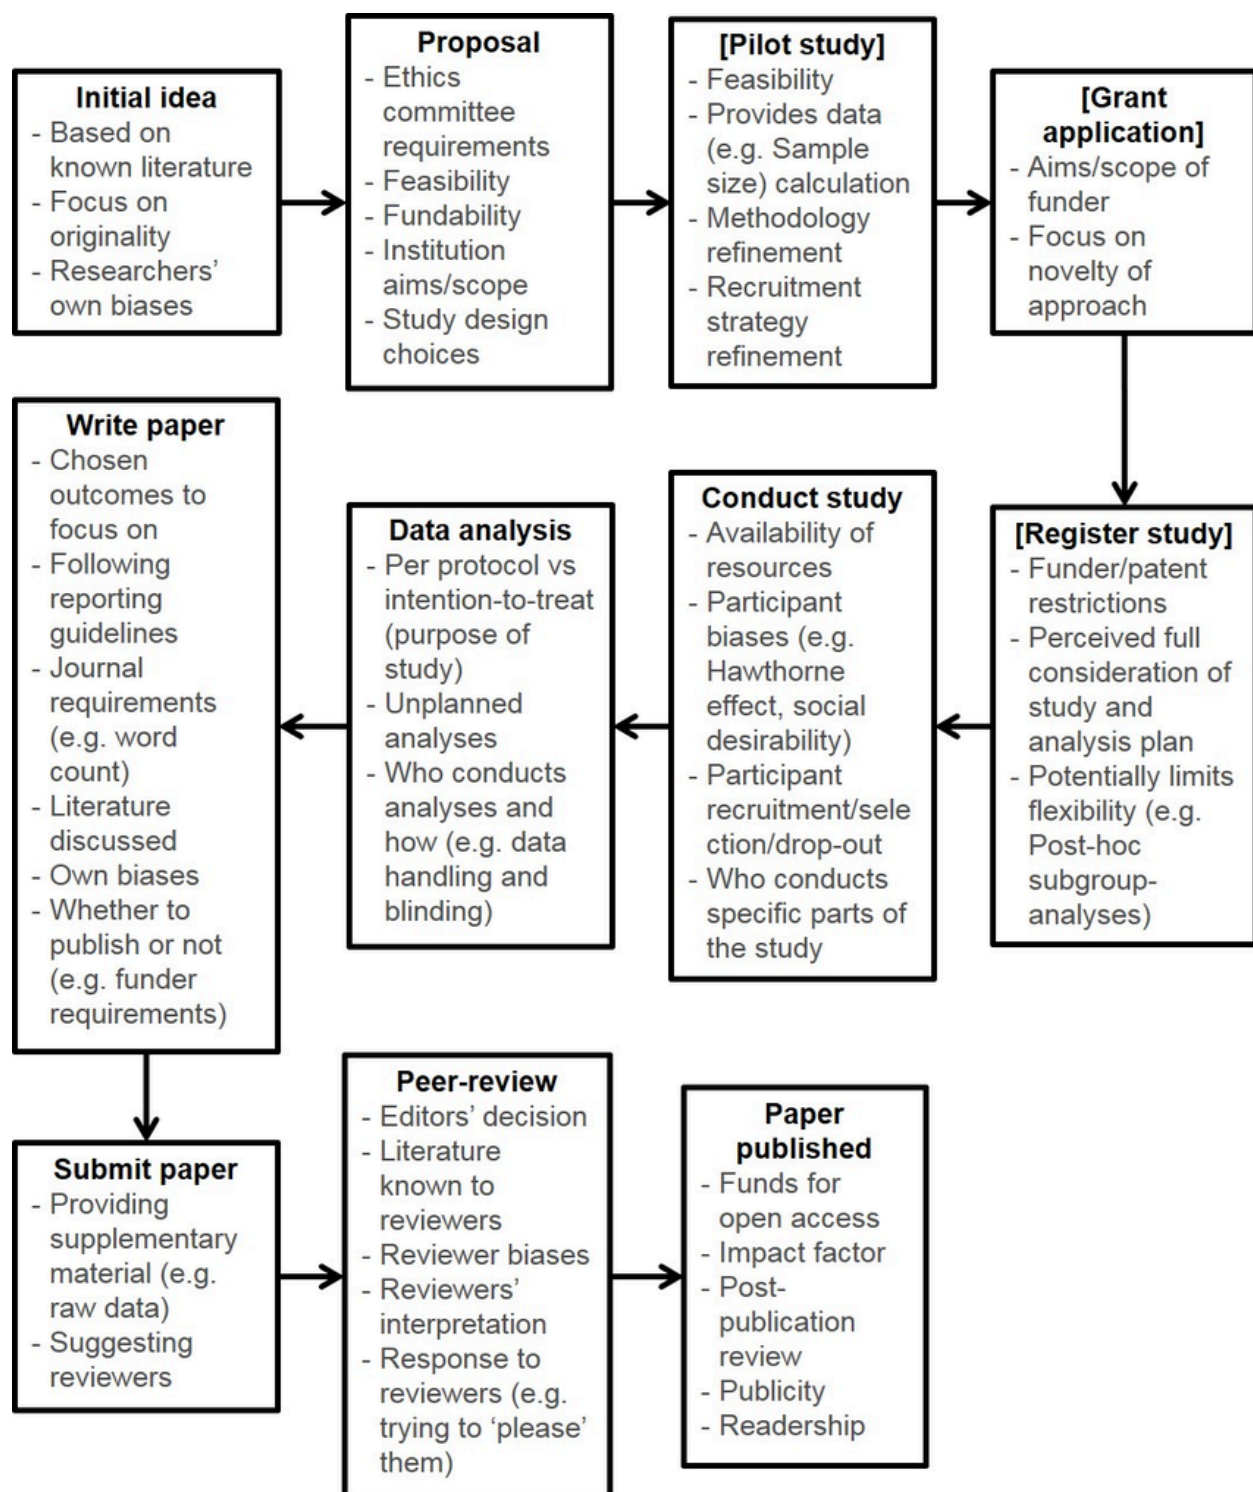 Initial idea
- Based on
known literature
- Focus on
originality
- Researchers’
own biases
Proposal
- Ethics
committee
requirements
- Feasibility
- Fundability
- Institution
aims/scope
- Study design
choices
[Pilot study]
- Feasibility
- Provides data
(e.g. Sample
size) calculation
- Methodology
refinement
- Recruitment
strategy
refinement
[Grant
application]
- Aims/scope of
funder
- Focus on
novelty of
approach
[Register study]
- Funder/patent
restrictions
- Perceived full
consideration of
study and
analysis plan
- Potentially limits
flexibility (e.g.
Post-hoc
subgroup-
analyses)
Conduct study
- Availability of
resources
- Participant
biases (e.g.
Hawthorne
effect, social
desirability)
- Participant
recruitment/sele
ction/drop-out
- Who conducts
specific parts of
the study
Data analysis
- Per protocol vs
intention-to-treat
(purpose of
study)
- Unplanned
analyses
- Who conducts
analyses and
how (e.g. data
handling and
blinding)
Write paper
- Chosen
outcomes to
focus on
- Following
reporting
guidelines
- Journal
requirements
(e.g. word
count)
- Literature
discussed
- Own biases
- Whether to
publish or not
(e.g. funder
requirements)
Submit paper
- Providing
supplementary
material (e.g.
raw data)
- Suggesting
reviewers
Peer-review
- Editors’ decision
- Literature
known to
reviewers
- Reviewer biases
- Reviewers’
interpretation
- Response to
reviewers (e.g.
trying to ‘please’
them)
Paper
published
- Funds for
open access
- Impact factor
- Post-
publication
review
- Publicity
- Readership